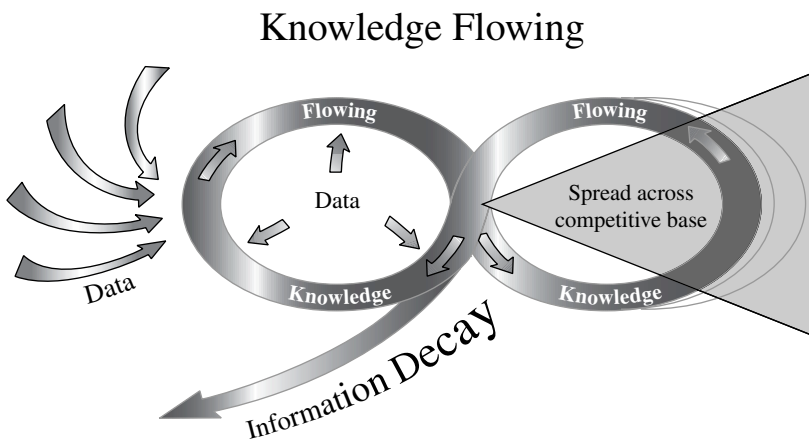 Knowledge Flowing
Flowing
Flowing
Data
Spread across
competitive base
Data
Knowledge
Knowledge
Information Decay